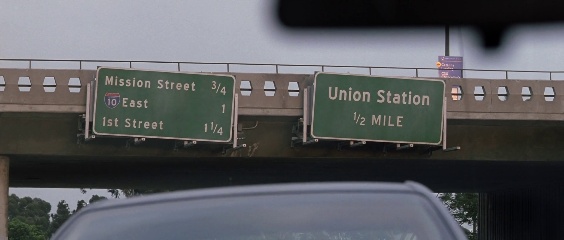 Mission Street 3/4
10 East 1
1st Street 1 1/4
Union Station
1/2 MILE